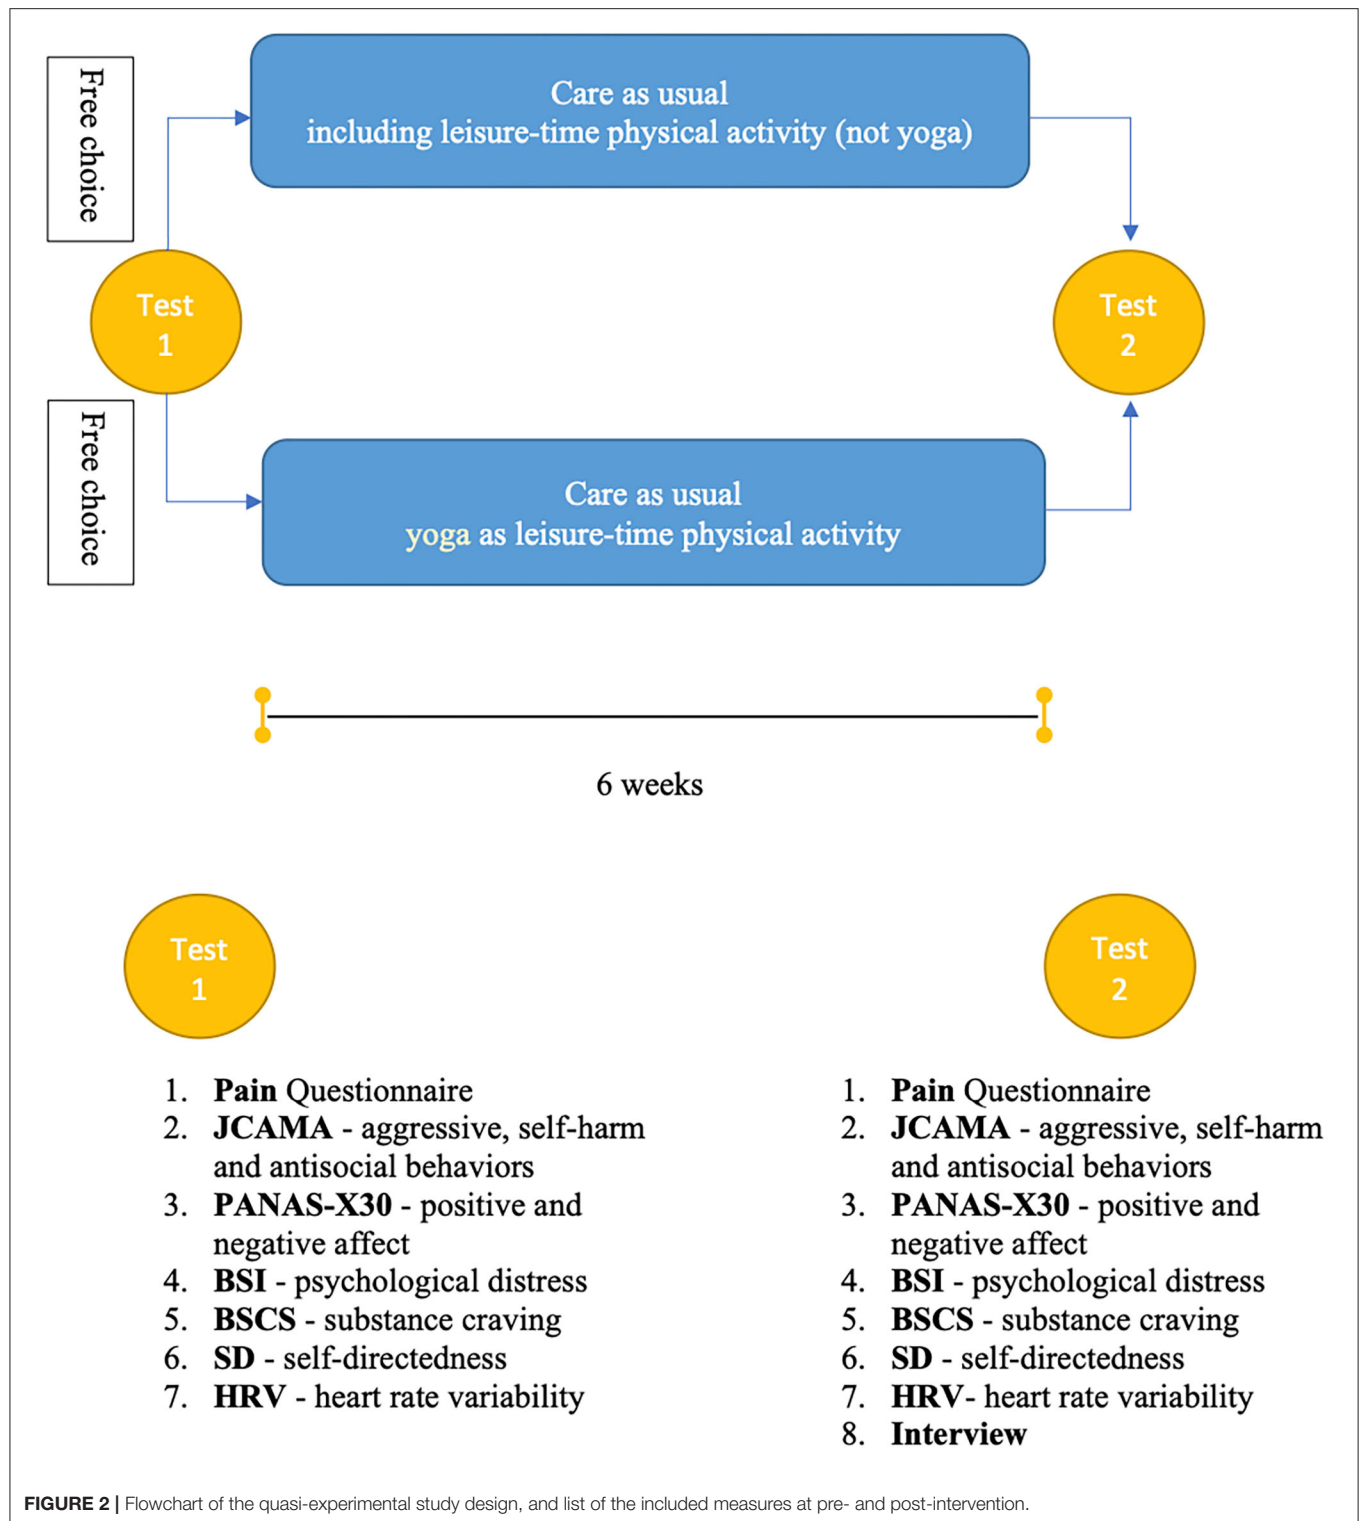 Free choice
Care as usual
including leisure-time physical activity (not yoga)
Test
1
Test
2
Free choice
Care as usual
yoga as leisure-time physical activity
6 weeks
Test
1
1. Pain Questionnaire
2. JCAMA - aggressive, self-harm
and antisocial behaviors
3. PANAS-X30 - positive and
negative affect
4. BSI - psychological distress
5. BSCS - substance craving
6. SD - self-directedness
7. HRV - heart rate variability
Test
2
1. Pain Questionnaire
2. JCAMA - aggressive, self-harm
and antisocial behaviors
3. PANAS-X30 - positive and
negative affect
4. BSI - psychological distress
5. BSCS - substance craving
6. SD - self-directedness
7. HRV- heart rate variability
8. Interview
FIGURE 2 | Flowchart of the quasi-experimental study design, and list of the included measures at pre- and post-intervention.